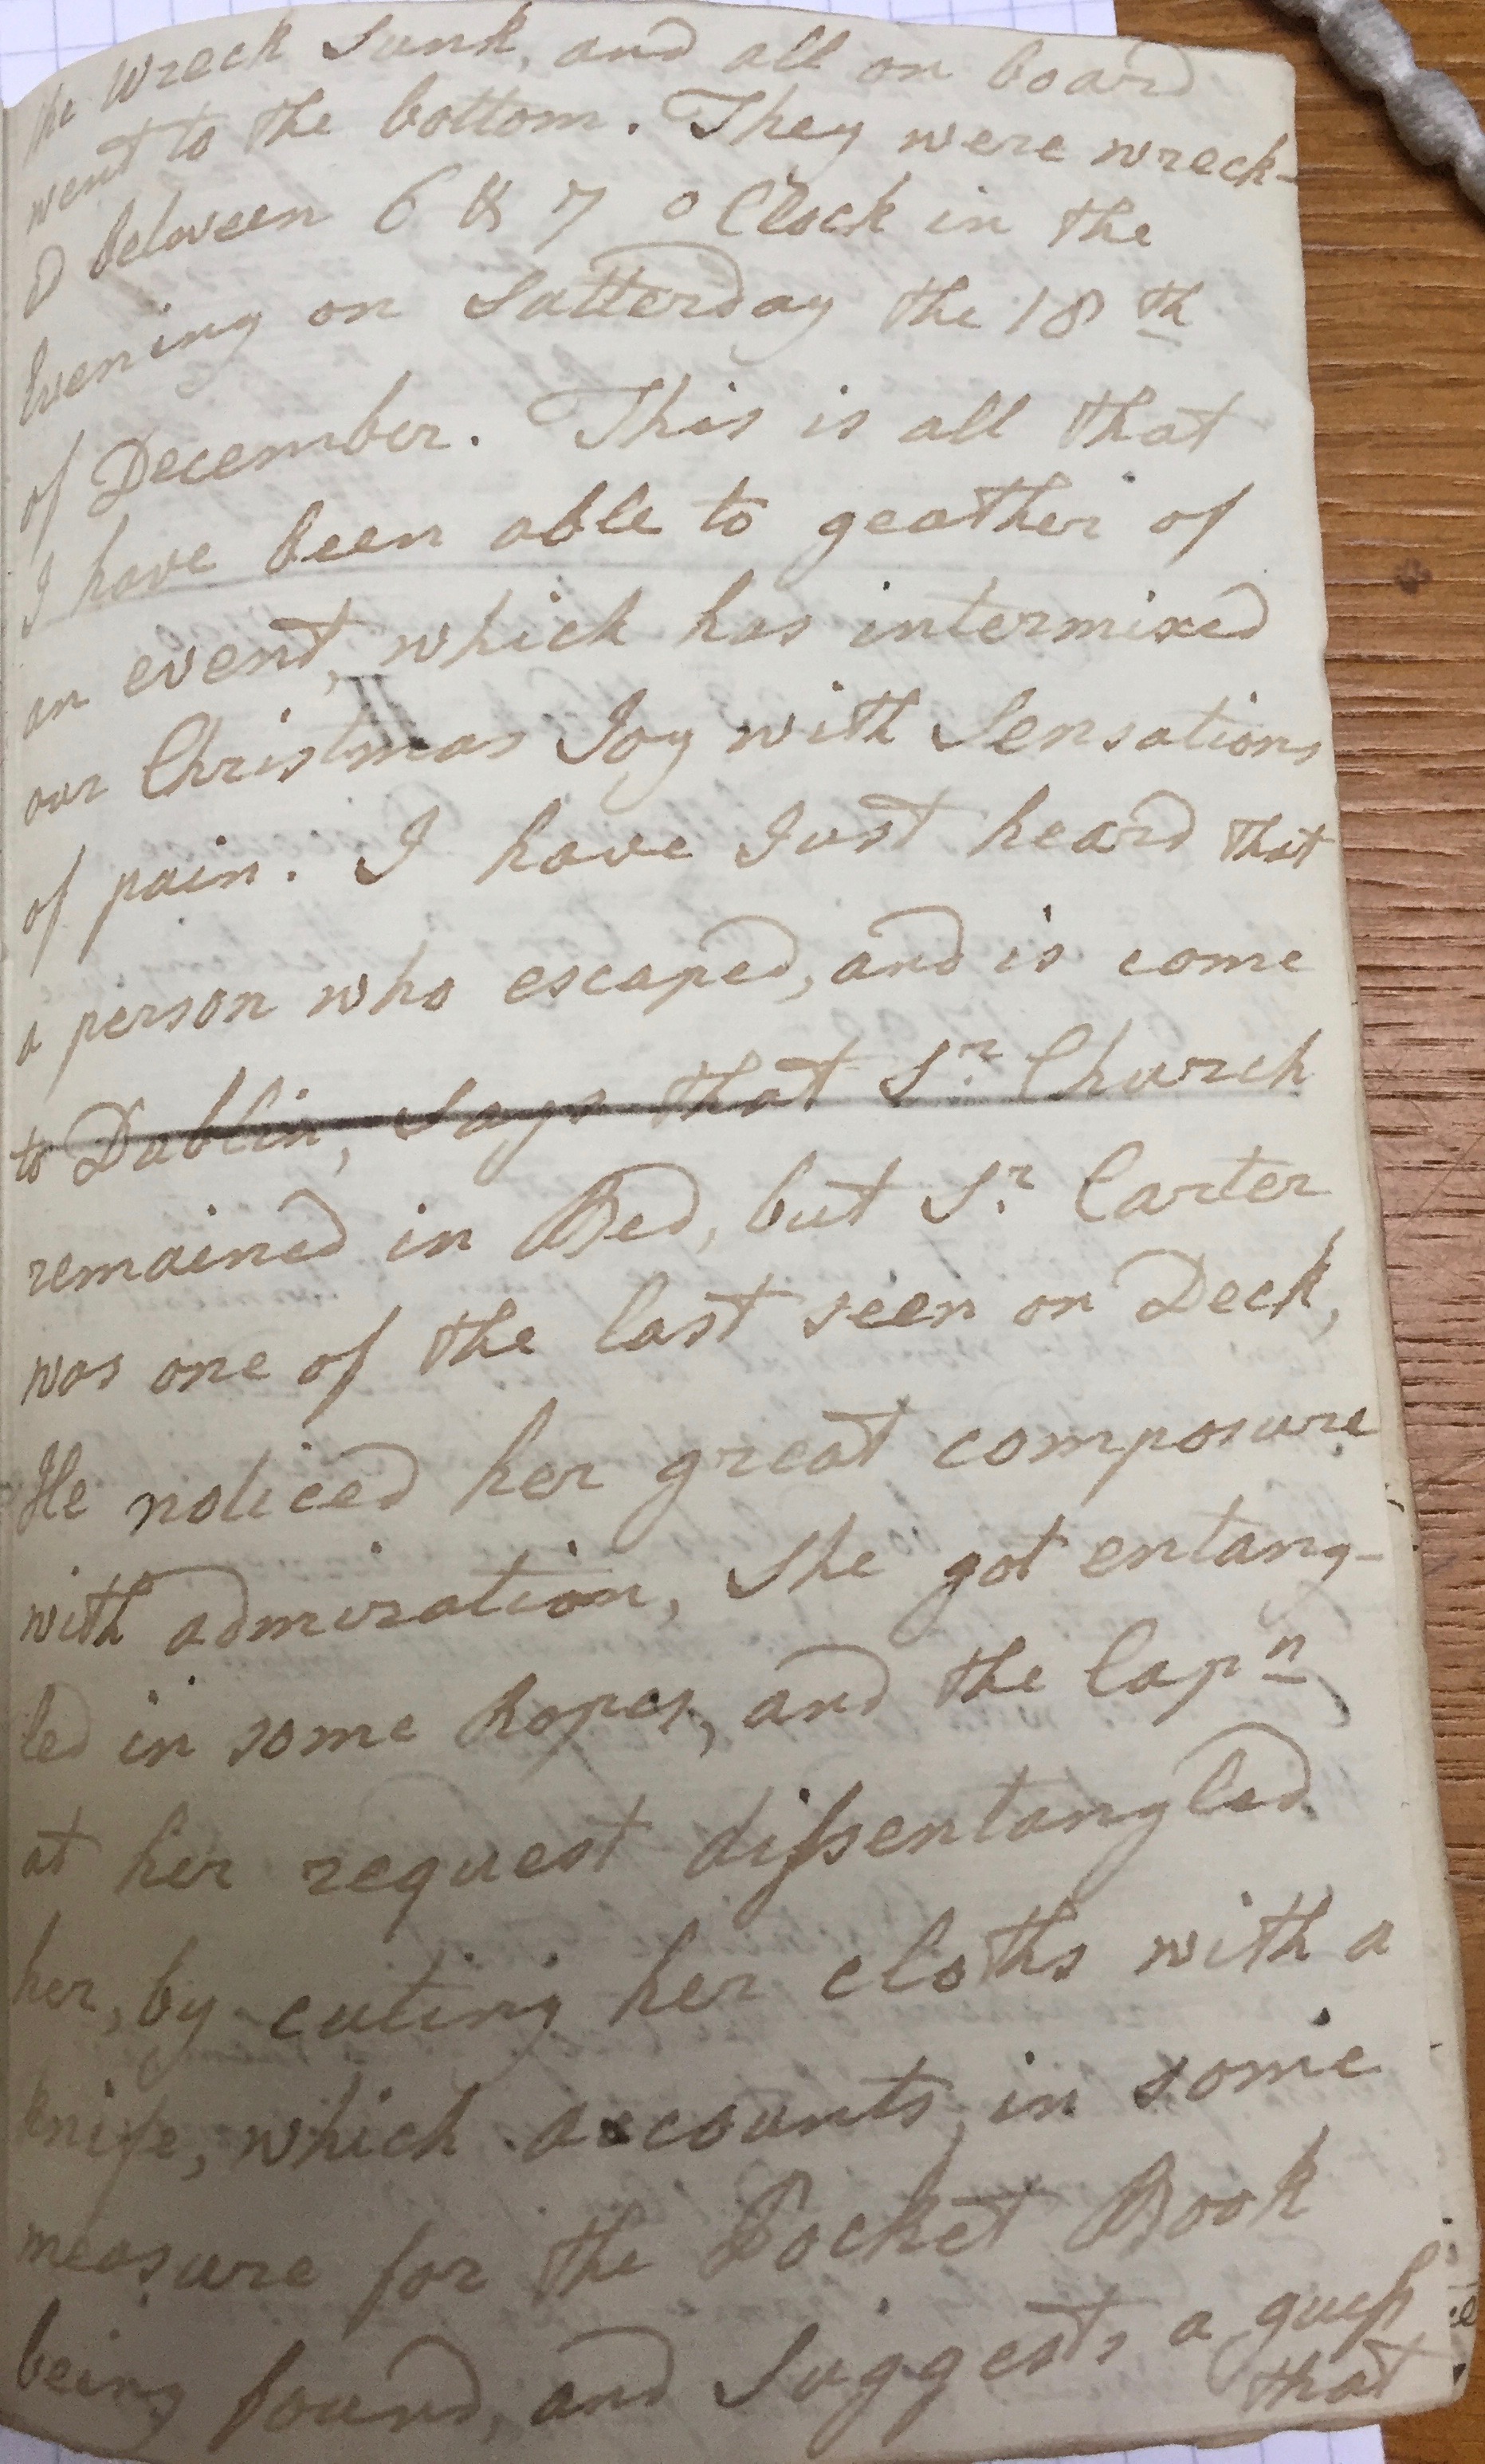 the Wreck Sunk, and all on board
went to the bottom. They were wreck-
d between 6 & 7 o Clock in the
Evening on Satterday the 18th
of December. This is all that
I have been able to geather of
an event, which has intermixed
our Christmas Joy with Sensations
of pain. I have Just heard that
a person who escaped, and is come
to Dublin, Says that Sr. Church
remained in Bed, but Sr. Carter
was one of the last seen on Deck,
He noticed her great composure
with admiration, She got entang-
led in some Ropes, and the Capn
at her request dissentangled
her, by cuting her cloths with a
knife, which accounts, in some
measure for the Pocket Book
being found, and Suggests a guess
that